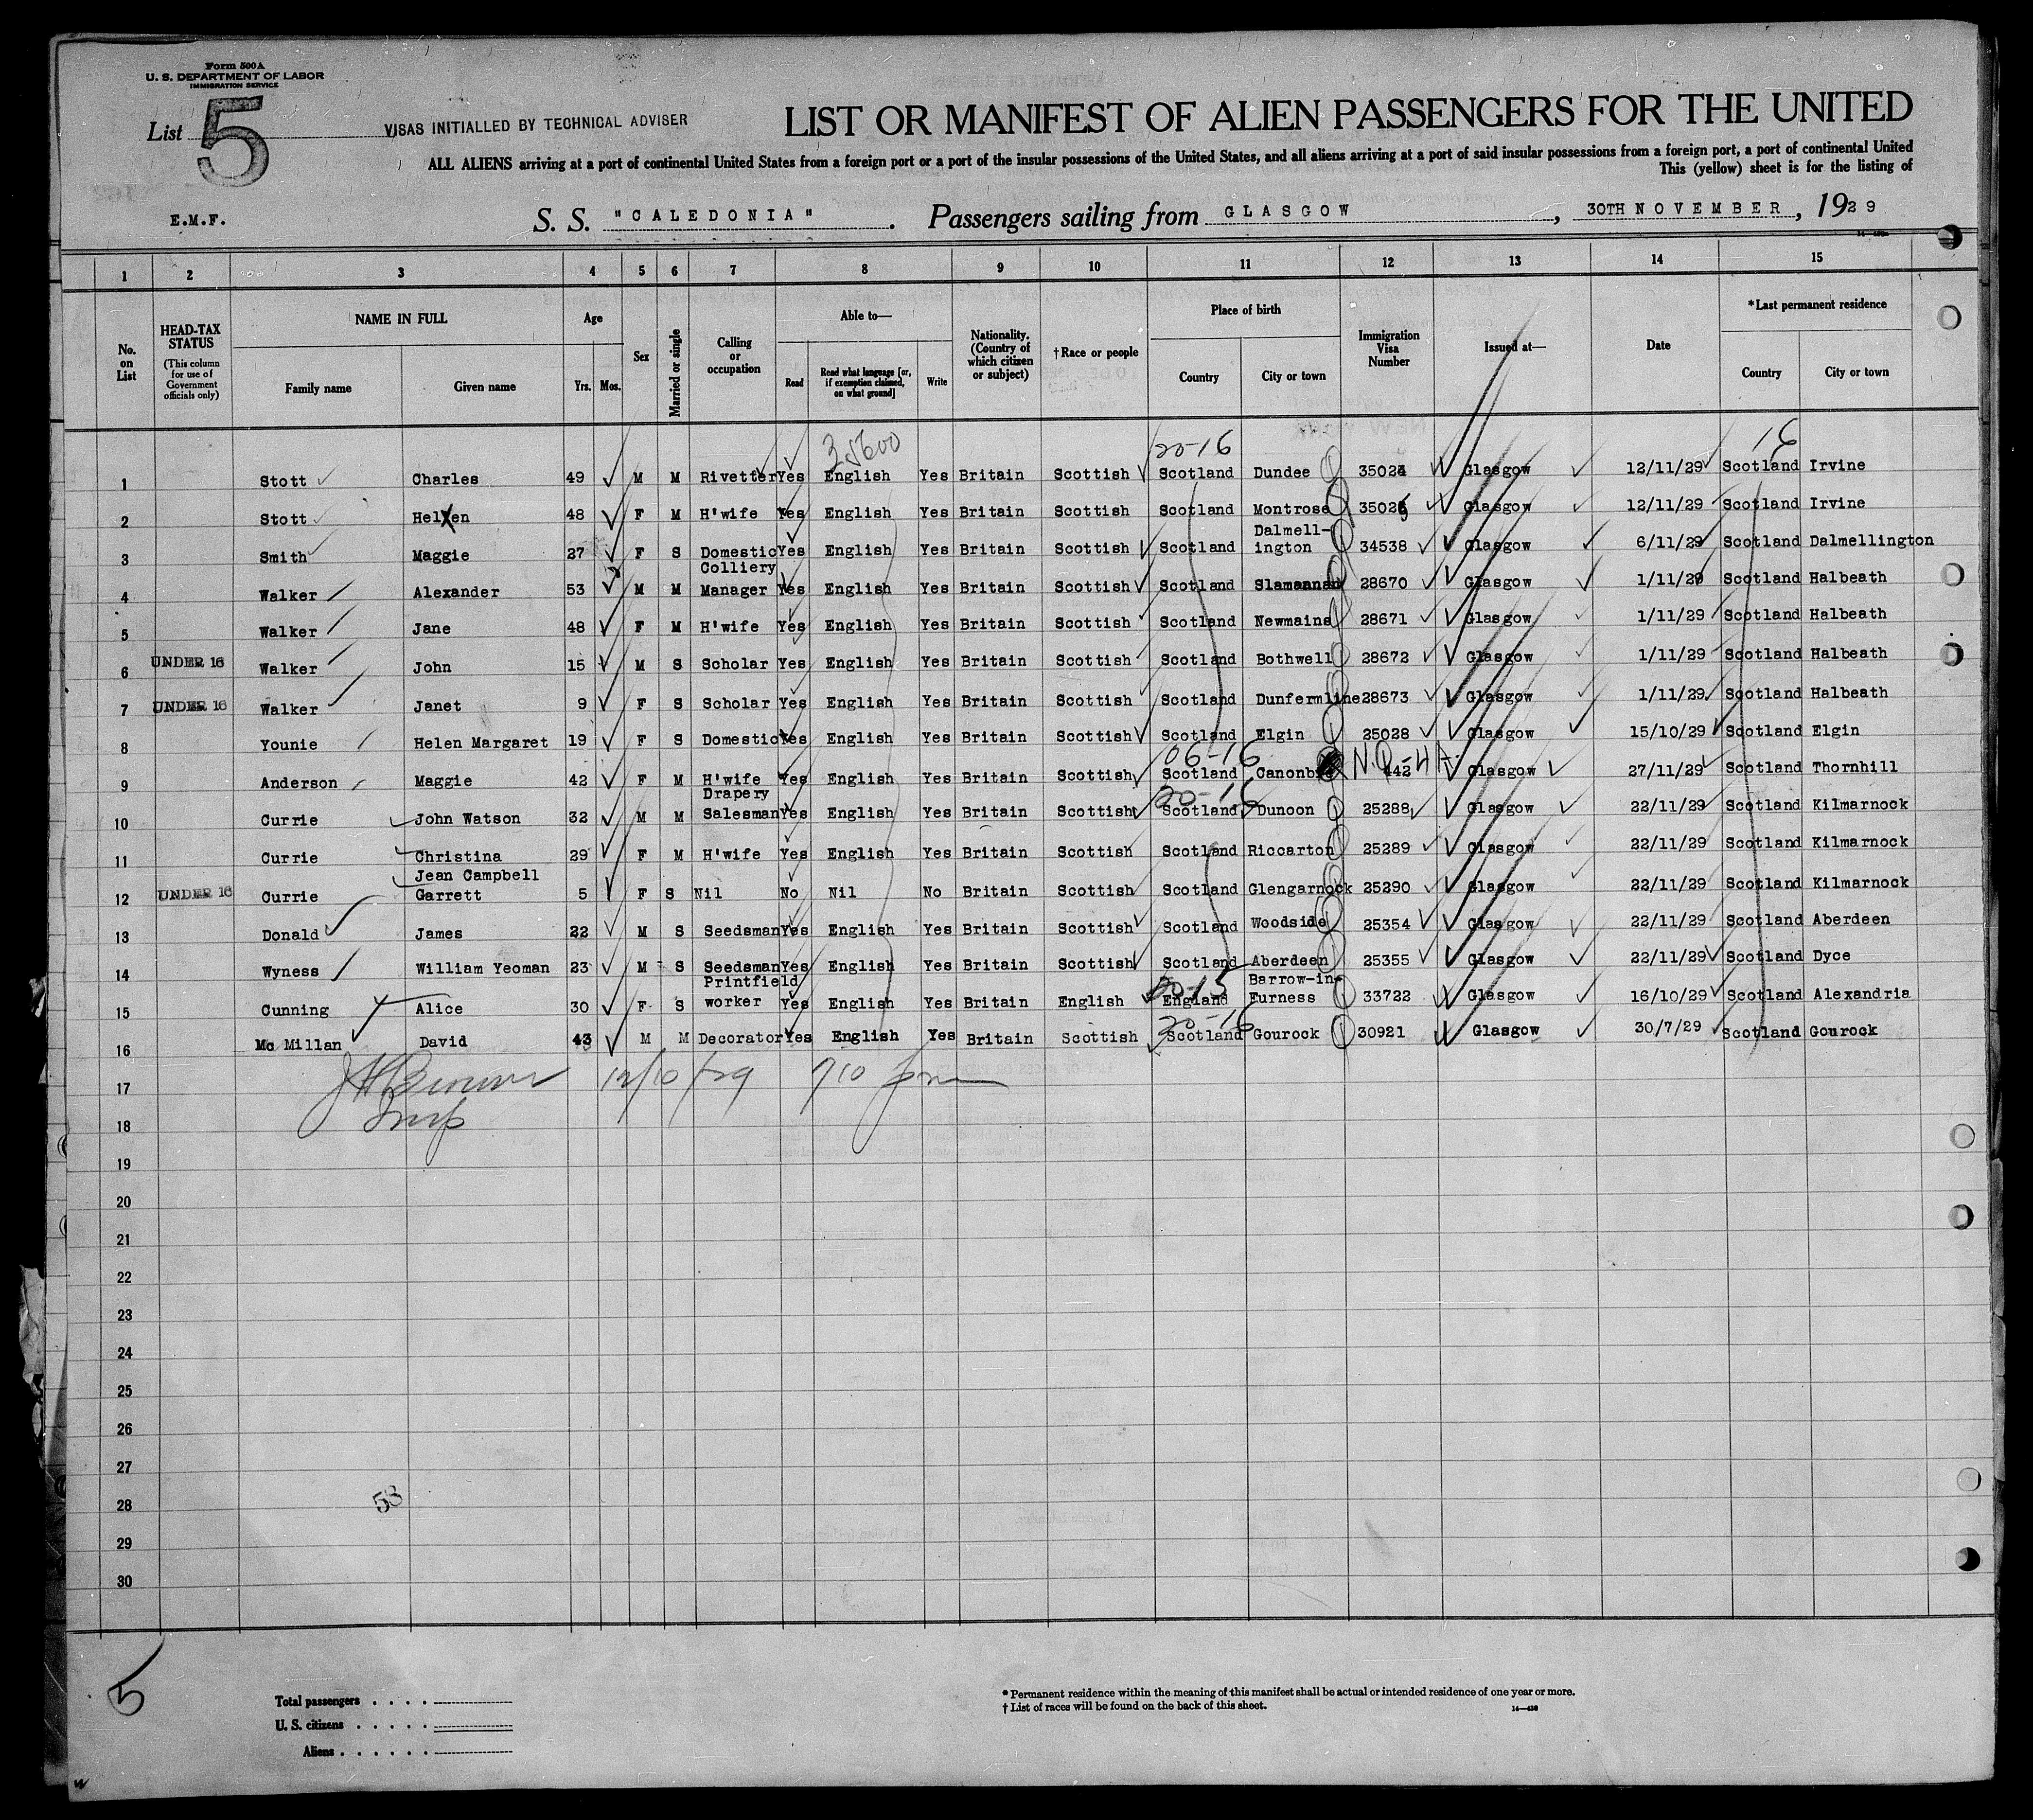 Form 500A
U. S. DEPARTMENT OF LABOR
IMMIGRATION SERVICE
List 5
VISAS INITIALLED BY TECHNICAL ADVISER
LIST OR MANIFEST OF ALIEN PASSENGERS FOR THE UNITED
ALL ALIENS arriving at a port of continental United States from a foreign port or a port of the insular possessions of the United States, and all aliens arriving at a port of said insular possessions from a foreign port, a port of continental United
This (yellow) sheet is for the listing of
E.M.F.
S. S. "CALEDONIA". Passengers sailing from GLASGOW, 30TH NOVEMBER, 1929
1 2 3 4 5 6 7 8 9 10 11 12 13 14 15
No. on List
HEAD-TAX STATUS (This column for use of Government officials only)
NAME IN FULL Family name Given name
Age Yrs. Mos.
Sex
Married or single
Calling or occupation
Able to— Read Read what language [or, if exemption claimed, on what ground] Write
Nationality. (Country of which citizen or subject)
†Race or people
Place of birth Country City or town
Immigration Visa Number
Issued at—
Date
*Last permanent residence Country City or town
20-16 16
1 Stott Charles 49 M M Rivetter Yes English Yes Britain Scottish Scotland Dundee 35024 Glasgow 12/11/29 Scotland Irvine
2 Stott Helen 48 F M H'wife Yes English Yes Britain Scottish Scotland Montrose 35025 Glasgow 12/11/29 Scotland Irvine
3 Smith Maggie 27 F S Domestic Yes English Yes Britain Scottish Scotland Dalmell-ington 34538 Glasgow 6/11/29 Scotland Dalmellington
4 Walker Alexander 53 M M Colliery Manager Yes English Yes Britain Scottish Scotland Slamannan 28670 Glasgow 1/11/29 Scotland Halbeath
5 Walker Jane 48 F M H'wife Yes English Yes Britain Scottish Scotland Newmains 28671 Glasgow 1/11/29 Scotland Halbeath
6 UNDER 16 Walker John 15 M S Scholar Yes English Yes Britain Scottish Scotland Bothwell 28672 Glasgow 1/11/29 Scotland Halbeath
7 UNDER 16 Walker Janet 9 F S Scholar Yes English Yes Britain Scottish Scotland Dunfermline 28673 Glasgow 1/11/29 Scotland Halbeath
8 Younie Helen Margaret 19 F S Domestic Yes English Yes Britain Scottish Scotland Elgin 25028 Glasgow 15/10/29 Scotland Elgin
06-16
9 Anderson Maggie 42 F M H'wife Yes English Yes Britain Scottish Scotland Canonbie 442 Glasgow 27/11/29 Scotland Thornhill
20-16
10 Currie John Watson 32 M M Drapery Salesman Yes English Yes Britain Scottish Scotland Dunoon 25288 Glasgow 22/11/29 Scotland Kilmarnock
11 Currie Christina 29 F M H'wife Yes English Yes Britain Scottish Scotland Riccarton 25289 Glasgow 22/11/29 Scotland Kilmarnock
12 UNDER 16 Currie Jean Campbell Garrett 5 F S Nil No Nil No Britain Scottish Scotland Glengarnock 25290 Glasgow 22/11/29 Scotland Kilmarnock
13 Donald James 22 M S Seedsman Yes English Yes Britain Scottish Scotland Woodside 25354 Glasgow 22/11/29 Scotland Aberdeen
14 Wyness William Yeoman 23 M S Seedsman Yes English Yes Britain Scottish Scotland Aberdeen 25355 Glasgow 22/11/29 Scotland Dyce
20-15
15 Cunning Alice 30 F S Printfield worker Yes English Yes Britain English England Barrow-in-Furness 33722 Glasgow 16/10/29 Scotland Alexandria
20-16
16 Mc Millan David 43 M M Decorator Yes English Yes Britain Scottish Scotland Gourock 30921 Glasgow 30/7/29 Scotland Gourock
17 12/10/29 910 pm
18 Insp
19
20
21
22
23
24
25
26
27
28 58
29
30
5
Total passengers
U. S. citizens
Aliens
* Permanent residence within the meaning of this manifest shall be actual or intended residence of one year or more.
† List of races will be found on the back of this sheet.